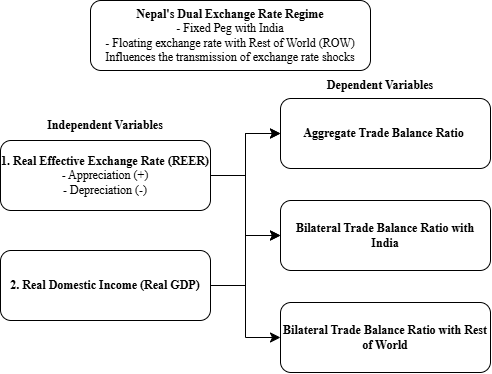 Nepal's Dual Exchange Rate Regime
- Fixed Peg with India
- Floating exchange rate with Rest of World (ROW)
Influences the transmission of exchange rate shocks
Dependent Variables
Independent Variables
Aggregate Trade Balance Ratio
1. Real Effective Exchange Rate (REER)
- Appreciation (+)
- Depreciation (-)
Bilateral Trade Balance Ratio with
India
2. Real Domestic Income (Real GDP)
Bilateral Trade Balance Ratio with Rest
of World